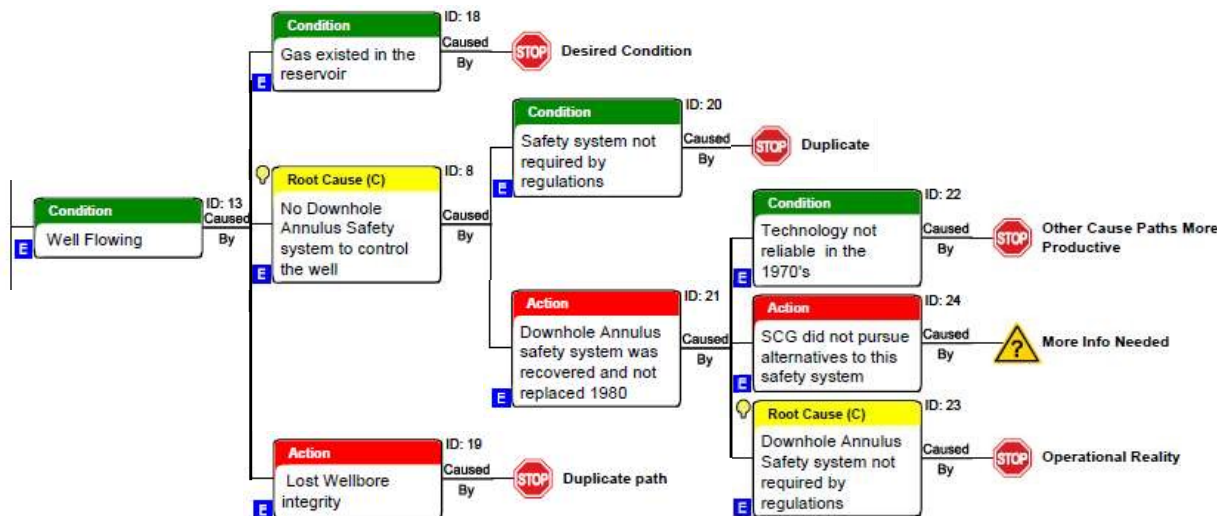 Condition
ID: 18
Gas existed in the
reservoir
E
Caused
By
STOP
Desired Condition
Condition
ID: 20
Safety system not
required by
regulations
E
Caused
By
STOP
Duplicate
Condition
ID: 13
Well Flowing
E
Caused
By
Root Cause (C)
ID: 8
No Downhole
Annulus Safety
system to control
the well
E
Caused
By
Condition
ID: 22
Technology not
reliable in the
1970's
E
Caused
By
STOP
Other Cause Paths More
Productive
Action
ID: 21
Downhole Annulus
safety system was
recovered and not
replaced 1980
E
Caused
By
Action
ID: 24
SCG did not pursue
alternatives to this
safety system
E
Caused
By
?
More Info Needed
Root Cause (C)
ID: 23
Downhole Annulus
Safety system not
required by
regulations
E
Caused
By
STOP
Operational Reality
Action
ID: 19
Lost Wellbore
integrity
E
Caused
By
STOP
Duplicate path